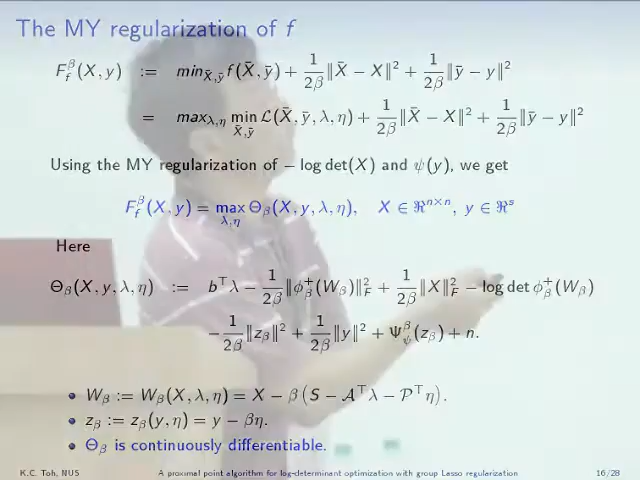 The MY regularization of f
F_f^β(X, y) := min_{X̄,ȳ} f(X̄, ȳ) + 1/2β ‖X̄ − X‖² + 1/2β ‖ȳ − y‖²
= max_{λ,η} min_{X̄,ȳ} ℒ(X̄, ȳ, λ, η) + 1/2β ‖X̄ − X‖² + 1/2β ‖ȳ − y‖²
Using the MY regularization of − log det(X) and ψ(y), we get
F_f^β(X, y) = max_{λ,η} Θ_β(X, y, λ, η), X ∈ ℜ^{n×n}, y ∈ ℜ^s
Here
Θ_β(X, y, λ, η) := b^⊤λ − 1/2β ‖ϕ_β^+(W_β)‖_F^2 + 1/2β ‖X‖_F^2 − log det ϕ_β^+(W_β)
− 1/2β ‖z_β‖² + 1/2β ‖y‖² + Ψ_ψ^β(z_β) + n.
• W_β := W_β(X, λ, η) = X − β(S − 𝒜^⊤λ − 𝒫^⊤η).
• z_β := z_β(y, η) = y − βη.
• Θ_β is continuously differentiable.
K.C. Toh, NUS A proximal point algorithm for log-determinant optimization with group Lasso regularization 16/28